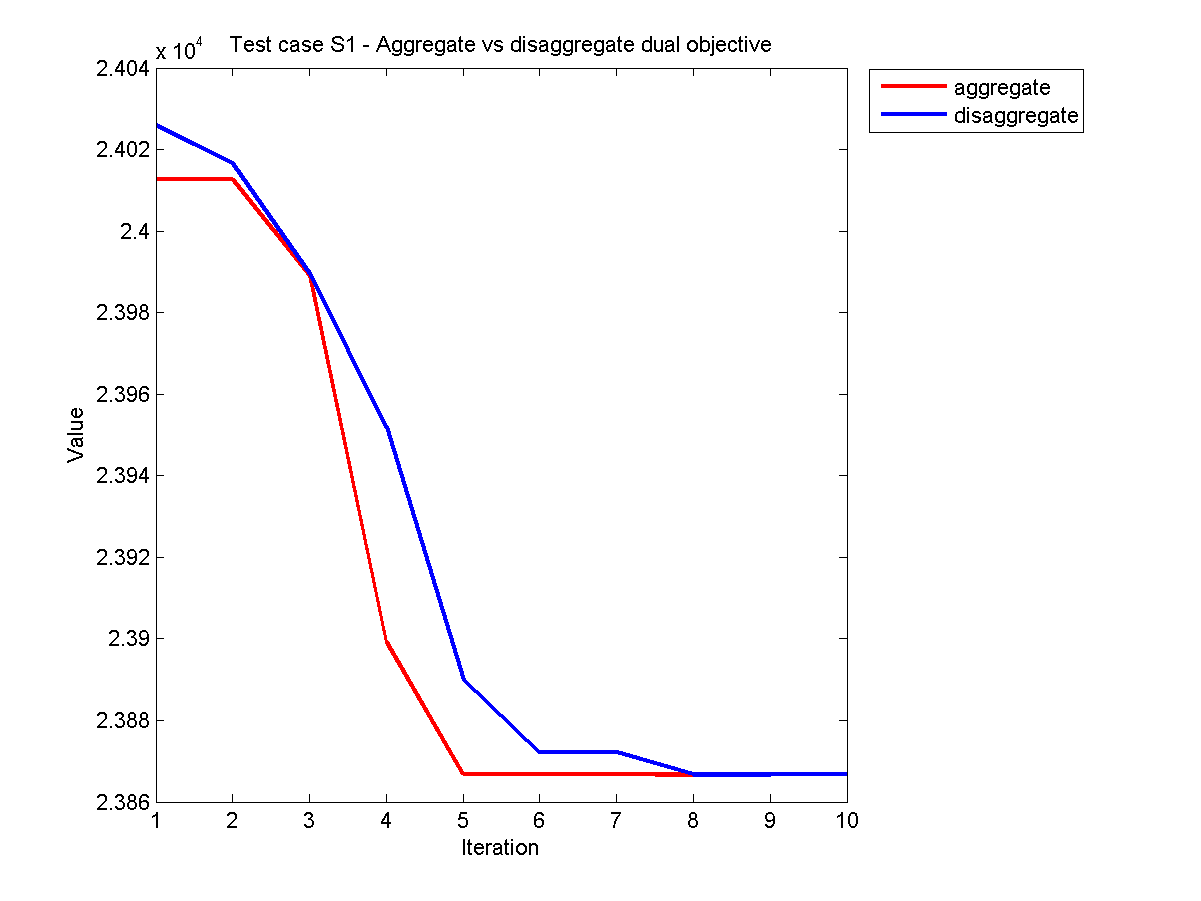 Test case S1 - Aggregate vs disaggregate dual objective
x 10^4
aggregate
disaggregate
2.404
2.402
2.4
2.398
2.396
2.394
2.392
2.39
2.388
2.386
Value
1 2 3 4 5 6 7 8 9 10
Iteration